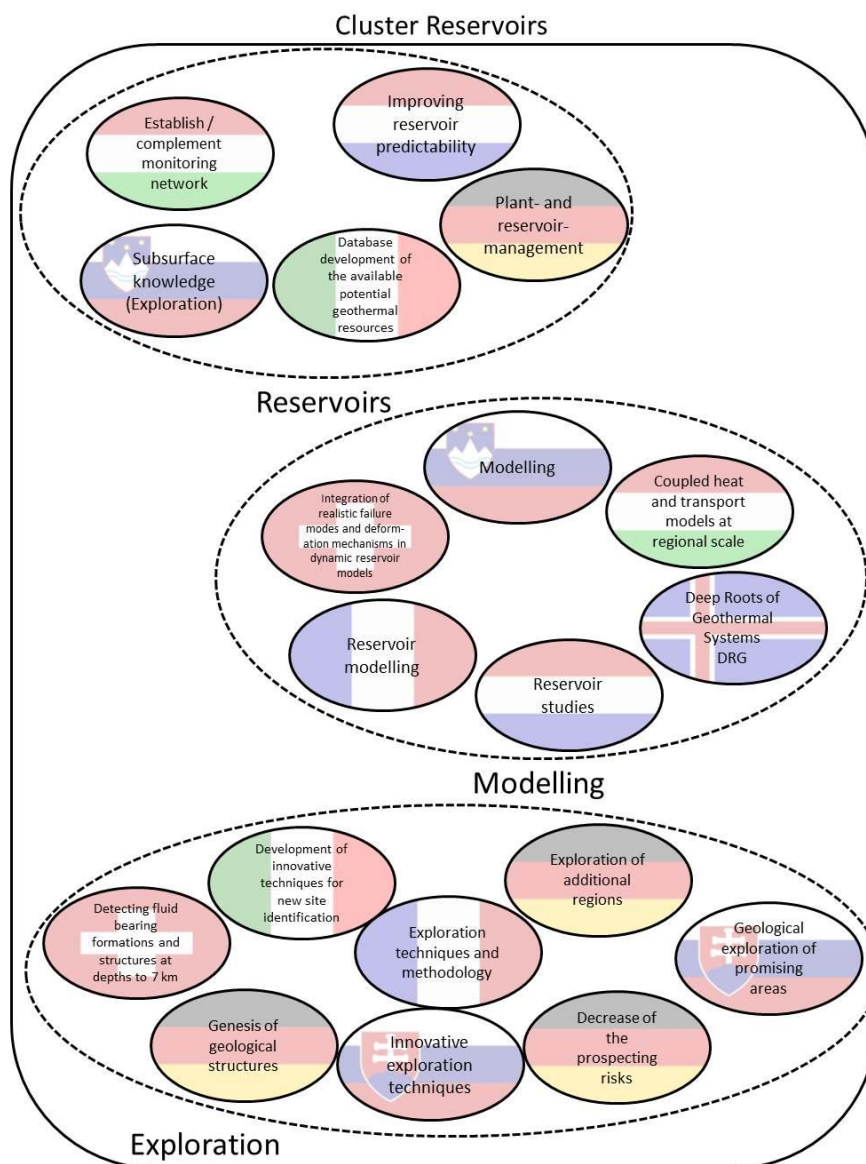 Cluster Reservoirs
Establish /
complement
monitoring
network
Improving
reservoir
predictability
Plant- and
reservoir-
management
Subsurface
knowledge
(Exploration)
Database
development of
the available
potential
geothermal
resources
Reservoirs
Modelling
Integration of
realistic failure
modes and deform-
ation mechanisms in
dynamic reservoir
models
Coupled heat
and transport
models at
regional scale
Deep Roots of
Geothermal
Systems
DRG
Reservoir
modelling
Reservoir
studies
Modelling
Development of
innovative
techniques for
new site
identification
Exploration of
additional
regions
Detecting fluid
bearing
formations and
structures at
depths to 7 km
Exploration
techniques and
methodology
Geological
exploration of
promising
areas
Genesis of
geological
structures
Innovative
exploration
techniques
Decrease of
the
prospecting
risks
Exploration